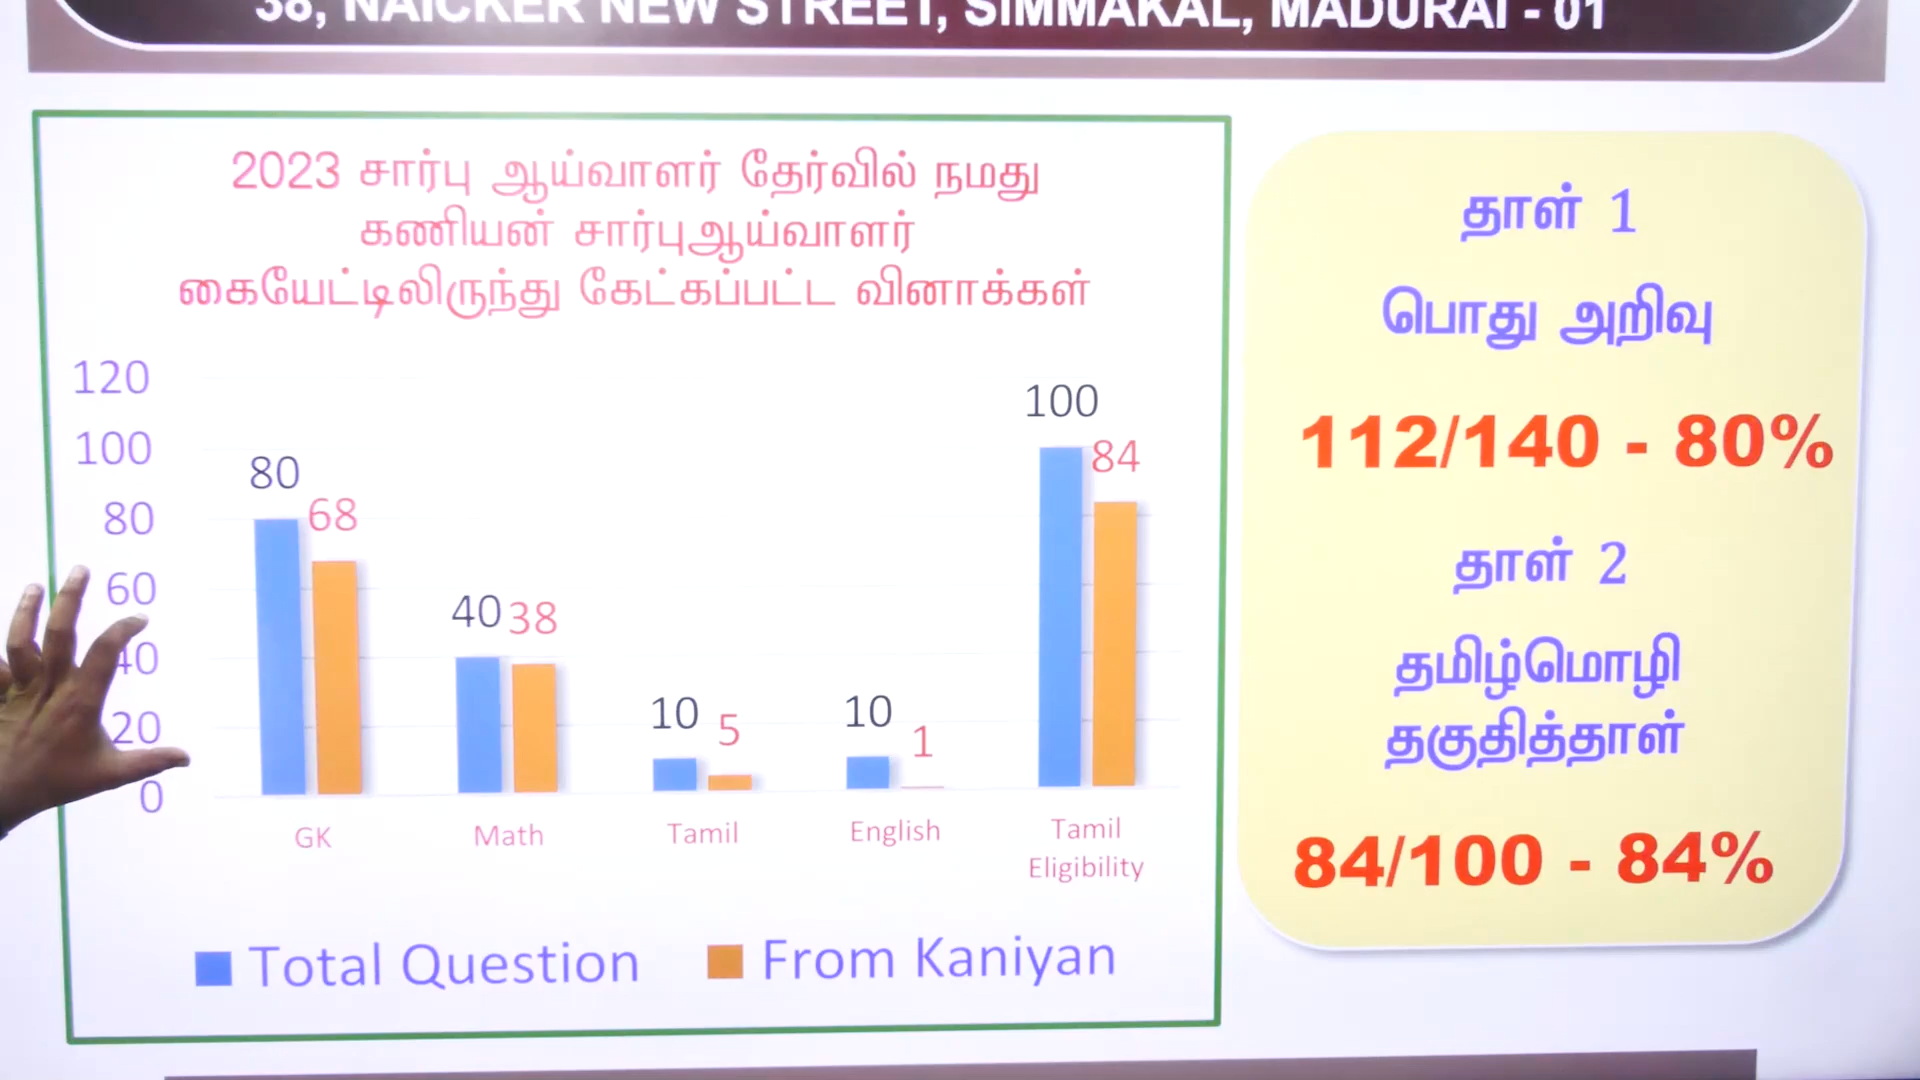 38, NAICKER NEW STREET, SIMMAKAL, MADURAI - 01
2023 சார்பு ஆய்வாளர் தேர்வில் நமது
கணியன் சார்புஆய்வாளர்
கையேட்டிலிருந்து கேட்கப்பட்ட வினாக்கள்
120
100
80
60
40
20
0
80
68
40
38
10
5
10
1
100
84
GK
Math
Tamil
English
Tamil
Eligibility
Total Question
From Kaniyan
தாள் 1
பொது அறிவு
112/140 - 80%
தாள் 2
தமிழ்மொழி
தகுதித்தாள்
84/100 - 84%